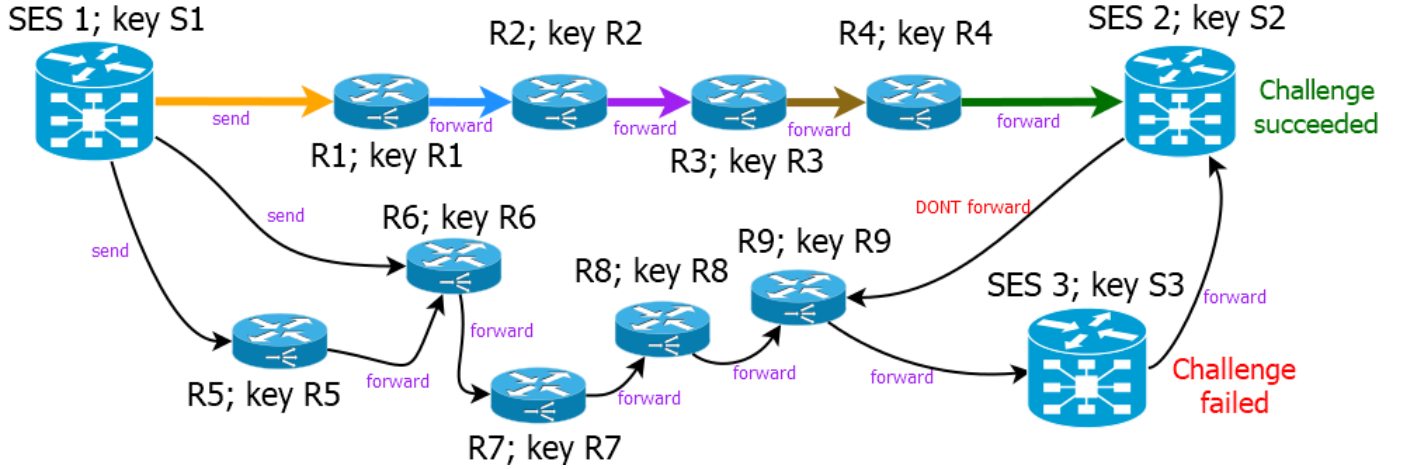 SES 1; key S1
R2; key R2
R4; key R4
SES 2; key S2
send
forward
forward
forward
forward
Challenge
succeeded
R1; key R1
R3; key R3
send
send
R6; key R6
DONT forward
R9; key R9
R8; key R8
SES 3; key S3
forward
forward
R5; key R5
forward
forward
forward
forward
Challenge
failed
R7; key R7